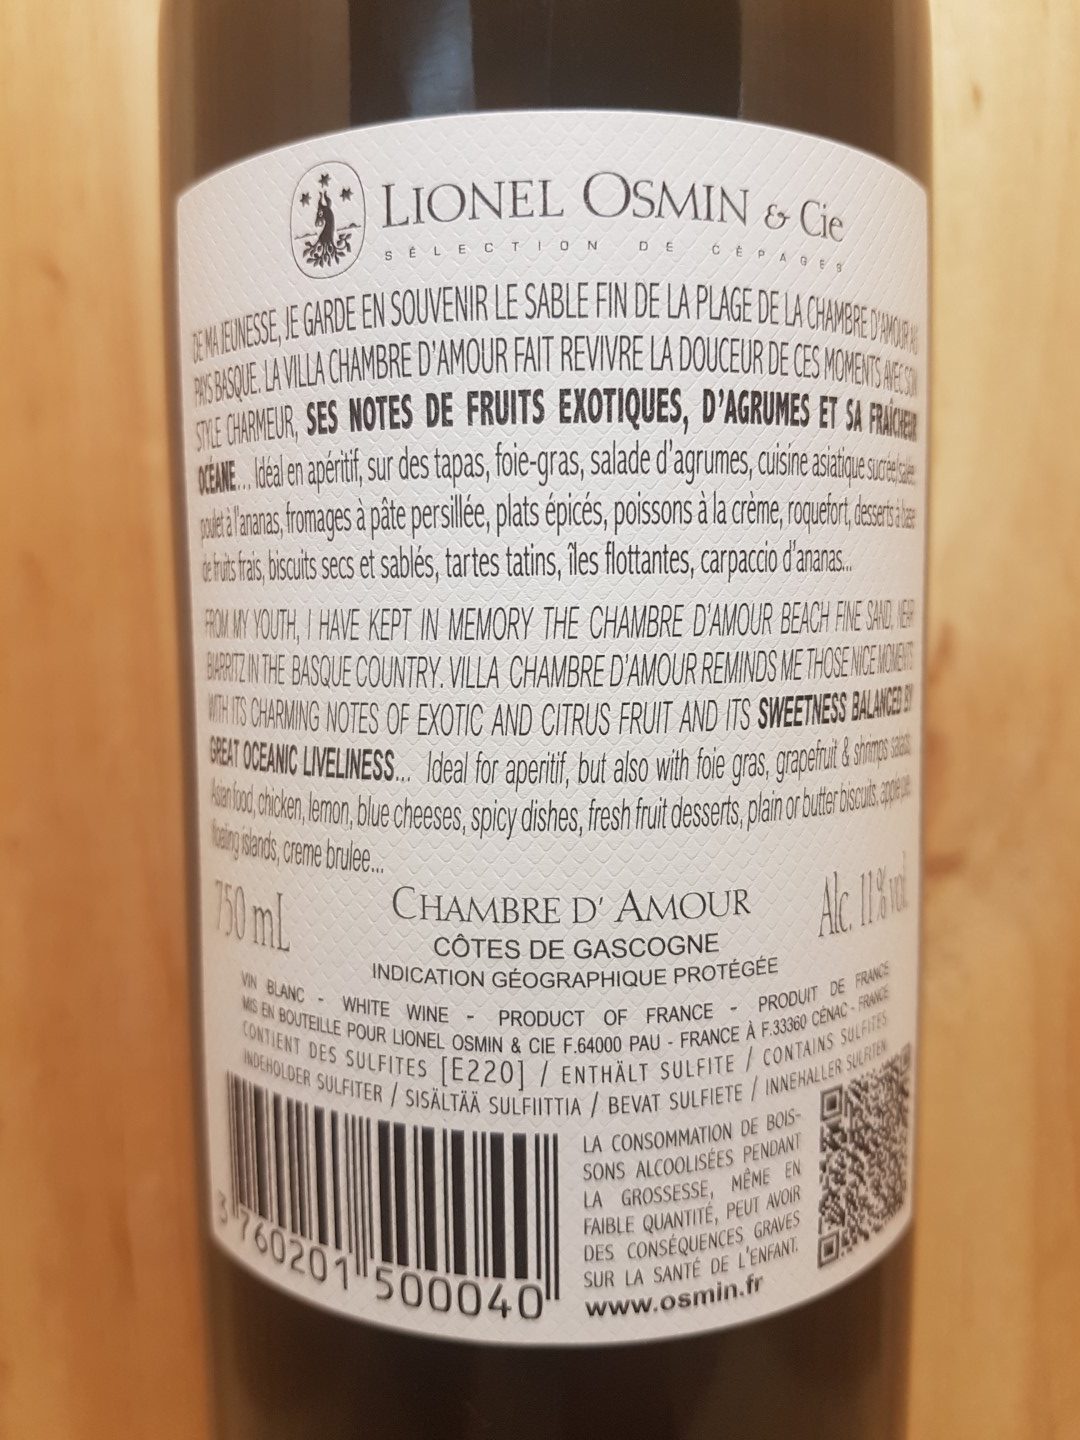 LIONEL OSMIN & Cie
SÉLECTION DE CÉPAGES
DE MA JEUNESSE, JE GARDE EN SOUVENIR LE SABLE FIN DE LA PLAGE DE LA CHAMBRE D'AMOUR AU
PAYS BASQUE. LA VILLA CHAMBRE D'AMOUR FAIT REVIVRE LA DOUCEUR DE CES MOMENTS AVEC SON
STYLE CHARMEUR, SES NOTES DE FRUITS EXOTIQUES, D'AGRUMES ET SA FRAÎCHEUR
OCÉANE... Idéal en apéritif, sur des tapas, foie-gras, salade d'agrumes, cuisine asiatique sucrée/salée,
poulet à l'ananas, fromages à pâte persillée, plats épicés, poissons à la crème, roquefort, desserts à base
de fruits frais, biscuits secs et sablés, tartes tatins, îles flottantes, carpaccio d'ananas...
FROM MY YOUTH, I HAVE KEPT IN MEMORY THE CHAMBRE D'AMOUR BEACH FINE SAND, NEAR
BIARRITZ IN THE BASQUE COUNTRY. VILLA CHAMBRE D'AMOUR REMINDS ME THOSE NICE MOMENTS
WITH ITS CHARMING NOTES OF EXOTIC AND CITRUS FRUIT AND ITS SWEETNESS BALANCED BY
GREAT OCEANIC LIVELINESS... Ideal for aperitif, but also with foie gras, grapefruit & shrimps salads,
Asian food, chicken, lemon, blue cheeses, spicy dishes, fresh fruit desserts, plain or butter biscuits, apple pie,
floating islands, creme brulee...
750 mL
CHAMBRE D' AMOUR
Alc. 11% vol.
CÔTES DE GASCOGNE
INDICATION GÉOGRAPHIQUE PROTÉGÉE
VIN BLANC - WHITE WINE - PRODUCT OF FRANCE - PRODUIT DE FRANCE
MIS EN BOUTEILLE POUR LIONEL OSMIN & CIE F.64000 PAU - FRANCE À F.33360 CÉNAC - FRANCE
CONTIENT DES SULFITES [E220] / ENTHÄLT SULFITE / CONTAINS SULFITES
INDEHOLDER SULFITER / SISÄLTÄÄ SULFIITTIA / BEVAT SULFIETE / INNEHALLER SULFITEN
LA CONSOMMATION DE BOIS-
SONS ALCOOLISÉES PENDANT
LA GROSSESSE, MÊME EN
FAIBLE QUANTITÉ, PEUT AVOIR
DES CONSÉQUENCES GRAVES
SUR LA SANTÉ DE L'ENFANT.
www.osmin.fr
3 760201 500040